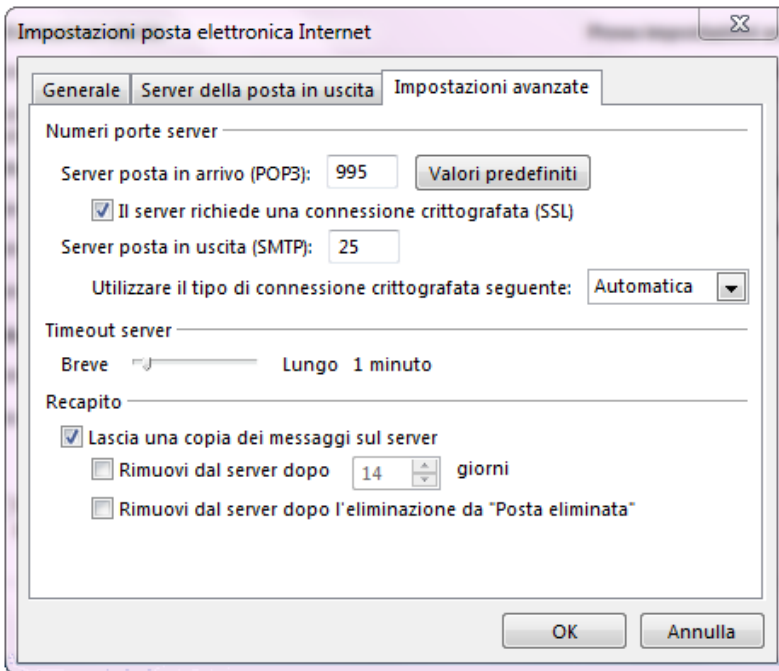 Impostazioni posta elettronica Internet
Generale Server della posta in uscita Impostazioni avanzate
Numeri porte server
Server posta in arrivo (POP3): 995 Valori predefiniti
Il server richiede una connessione crittografata (SSL)
Server posta in uscita (SMTP): 25
Utilizzare il tipo di connessione crittografata seguente: Automatica
Timeout server
Breve Lungo 1 minuto
Recapito
Lascia una copia dei messaggi sul server
Rimuovi dal server dopo 14 giorni
Rimuovi dal server dopo l'eliminazione da "Posta eliminata"
OK Annulla